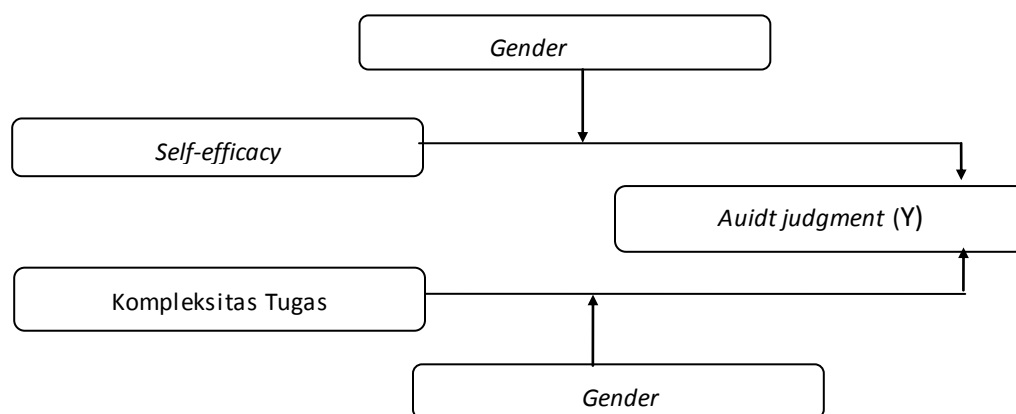 Gender
Self-efficacy
Auidt judgment (Y)
Kompleksitas Tugas
Gender